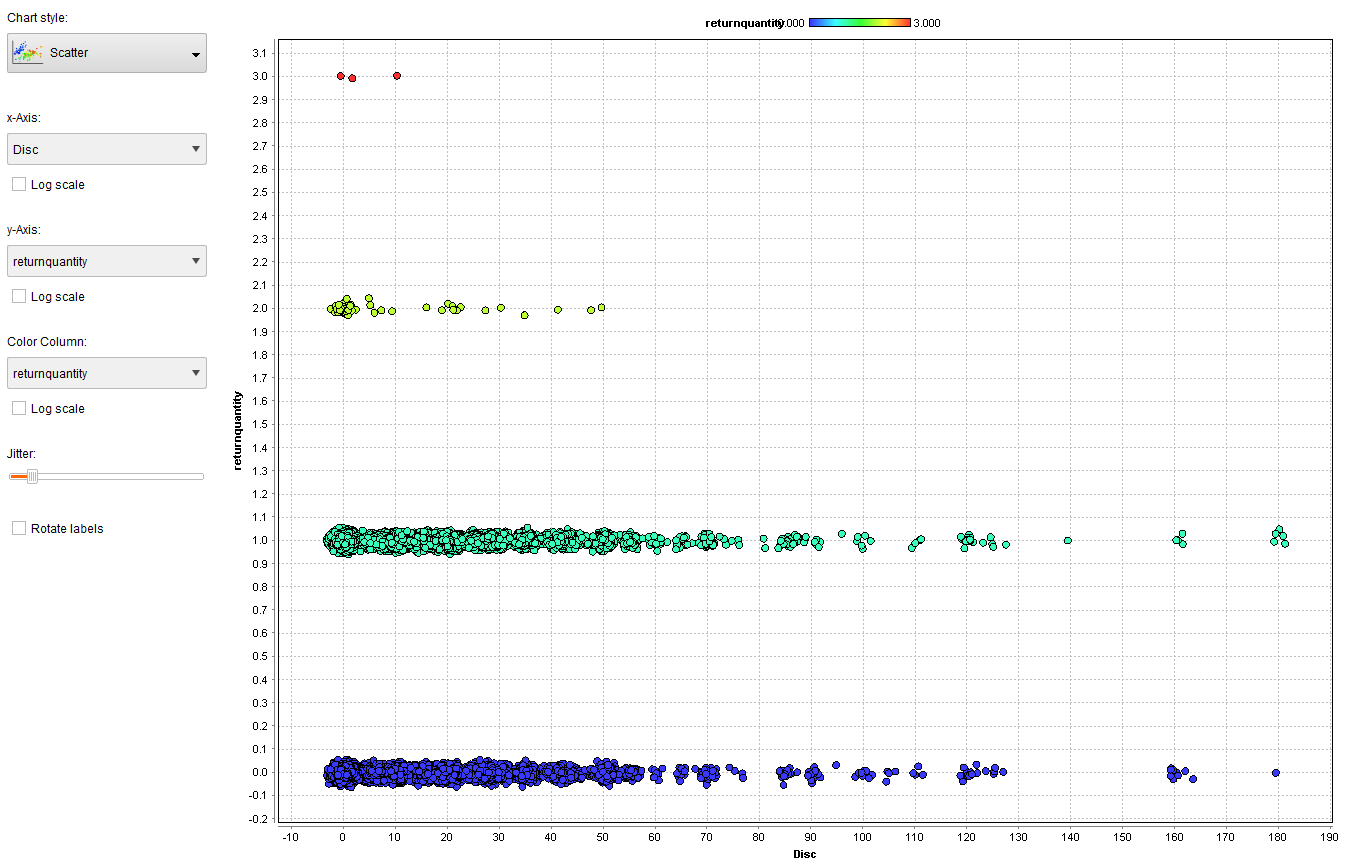 Chart style:
Scatter
x-Axis:
Disc
Log scale
y-Axis:
returnquantity
Log scale
Color Column:
returnquantity
Log scale
Jitter:
Rotate labels
returnquantity 0.000 3.000
3.1
3.0
2.9
2.8
2.7
2.6
2.5
2.4
2.3
2.2
2.1
2.0
1.9
1.8
1.7
1.6
1.5
1.4
1.3
1.2
1.1
1.0
0.9
0.8
0.7
0.6
0.5
0.4
0.3
0.2
0.1
0.0
-0.1
-0.2
returnquantity
-10 0 10 20 30 40 50 60 70 80 90 100 110 120 130 140 150 160 170 180 190
Disc